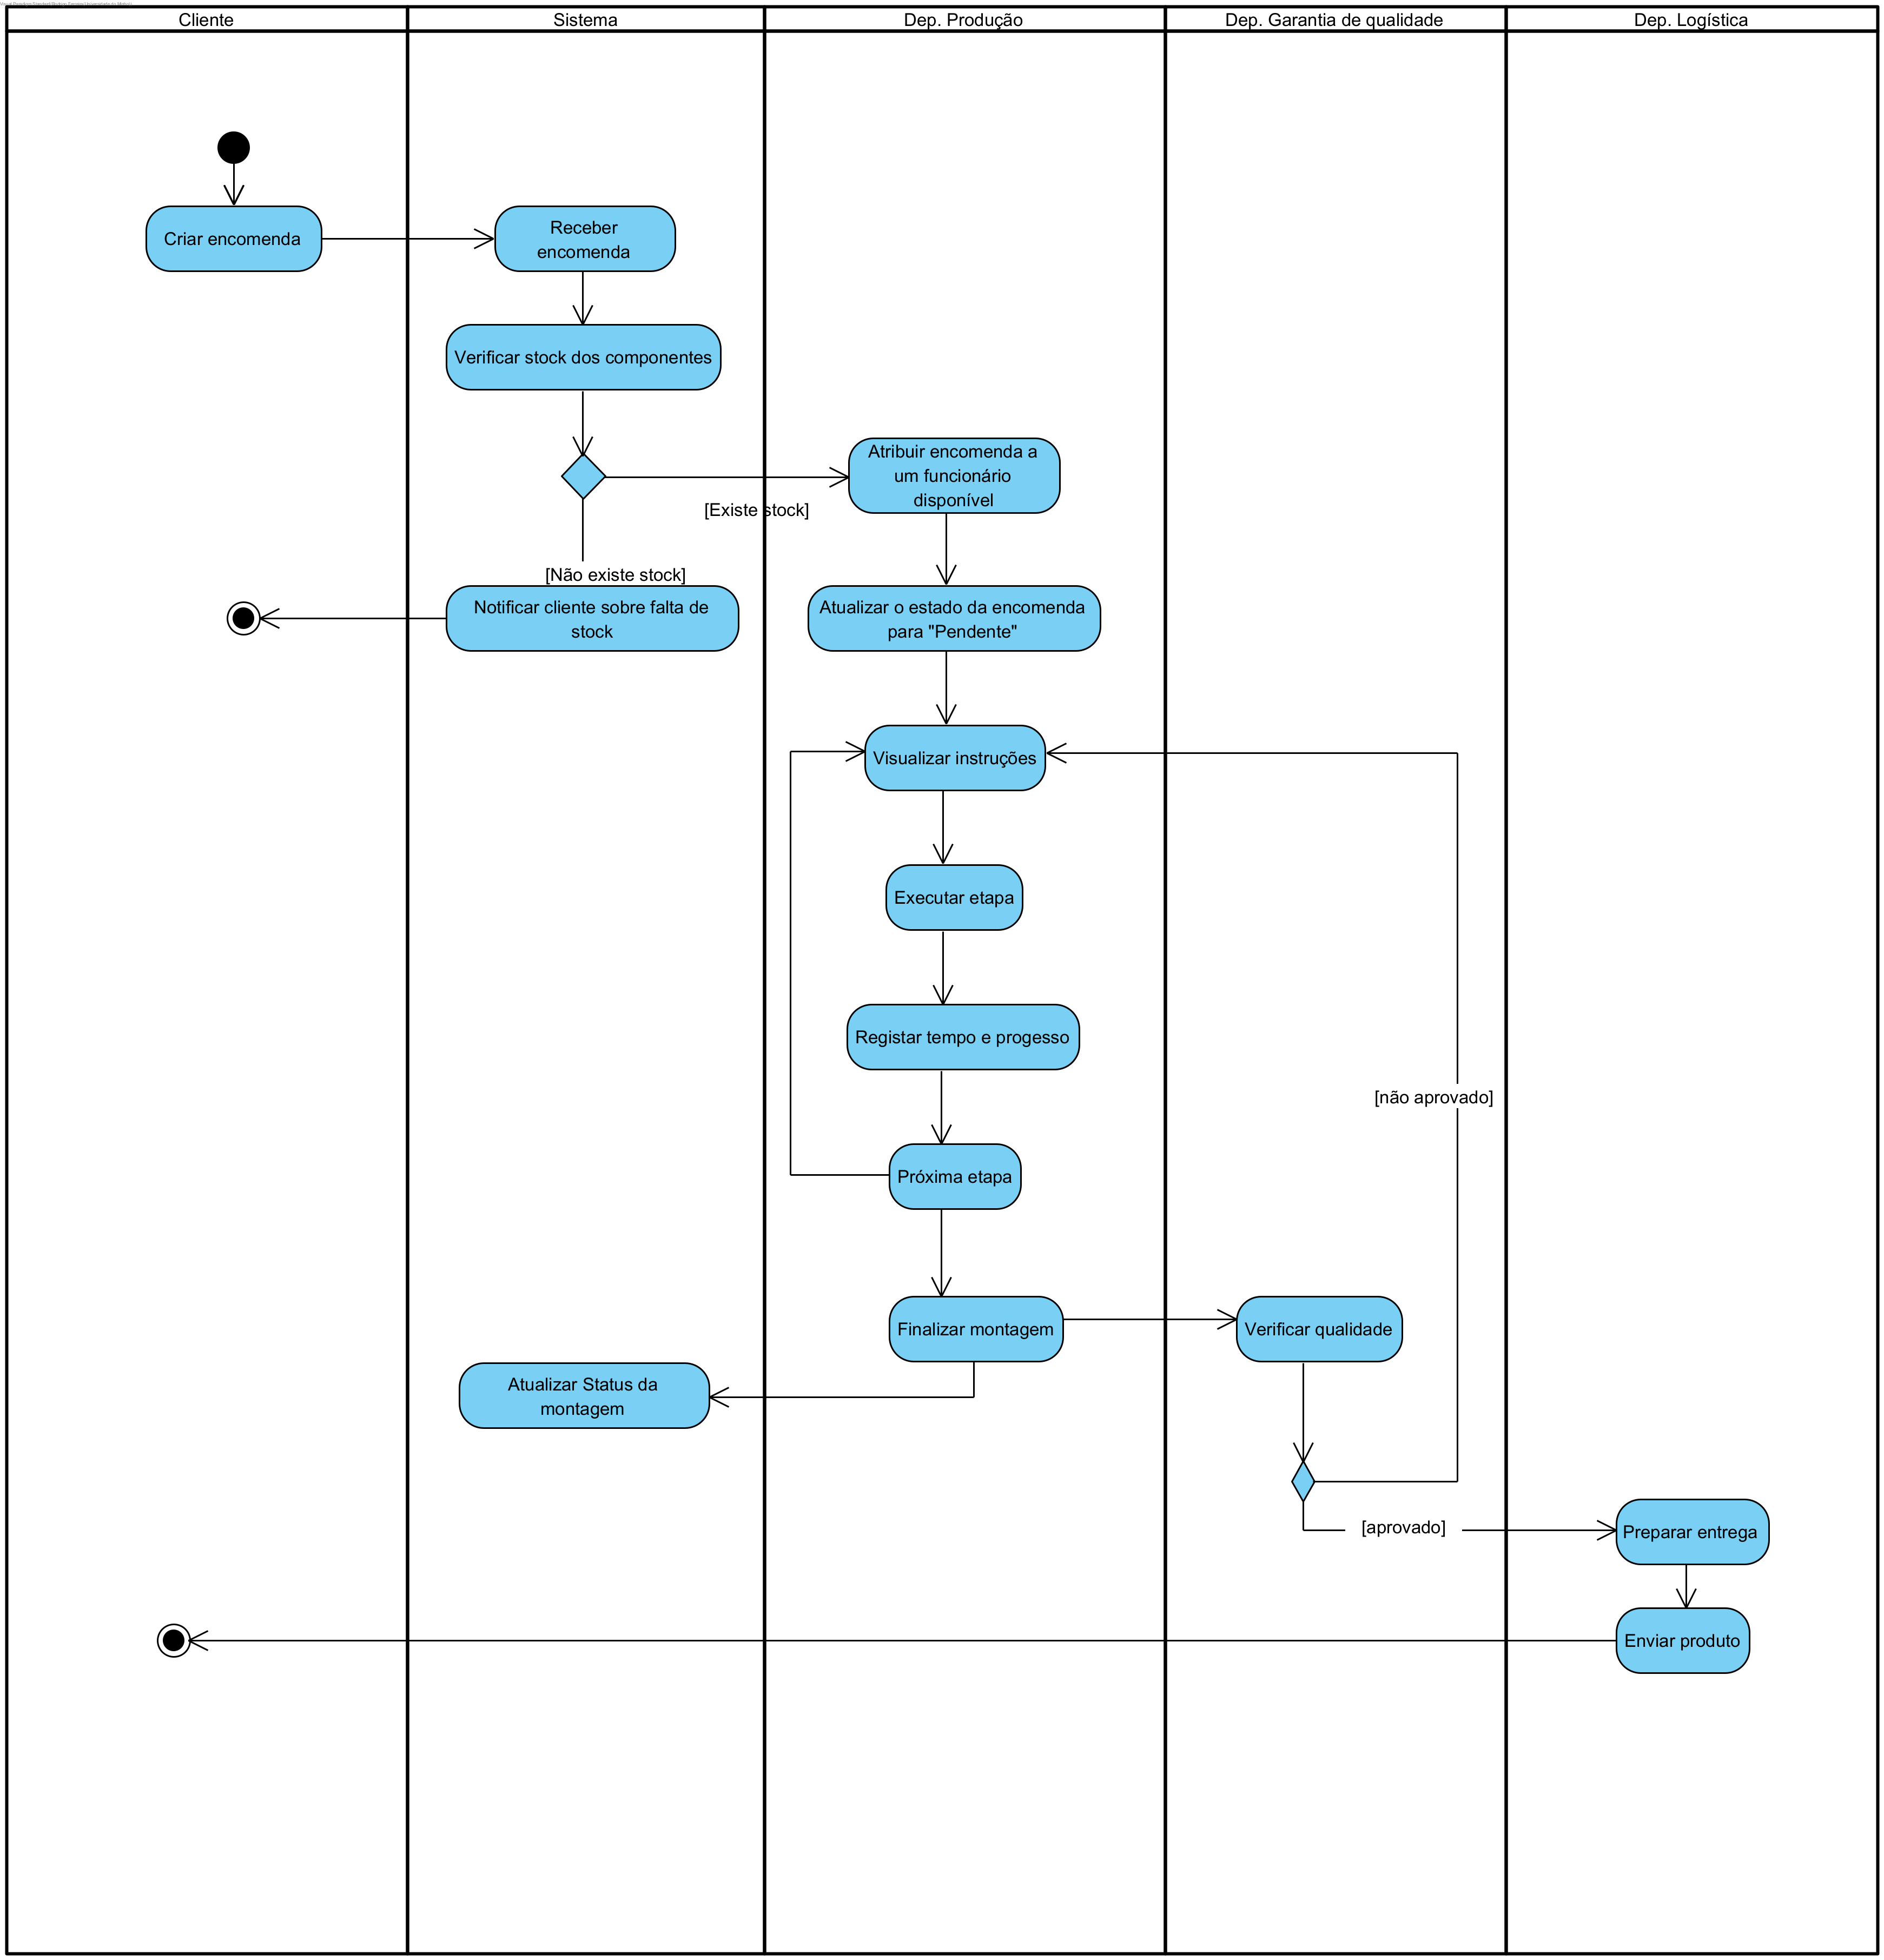 Cliente
Sistema
Dep. Produção
Dep. Garantia de qualidade
Dep. Logística
Criar encomenda
Receber
encomenda
Verificar stock dos componentes
Atribuir encomenda a
um funcionário
disponível
[Existe stock]
[Não existe stock]
Notificar cliente sobre falta de
stock
Atualizar o estado da encomenda
para "Pendente"
Visualizar instruções
Executar etapa
Registar tempo e progesso
[não aprovado]
Próxima etapa
Finalizar montagem
Verificar qualidade
Atualizar Status da
montagem
[aprovado]
Preparar entrega
Enviar produto